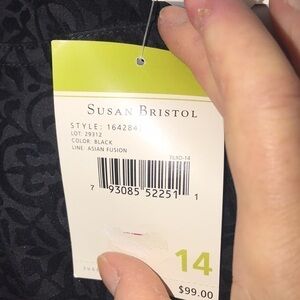 SUSAN BRISTOL
STYLE: 164284
LOT: 29312
COLOR: BLACK
LINE: ASIAN FUSION
7 93085 52251 1
14
$99.00